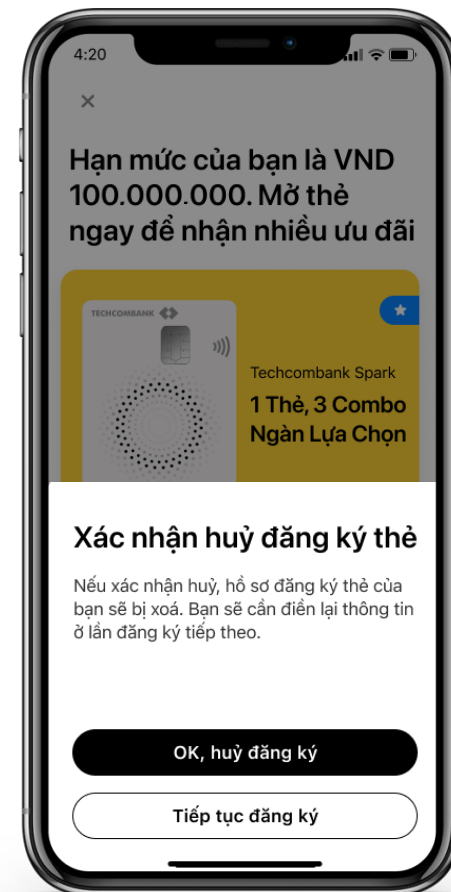 4:20
Hạn mức của bạn là VND
100.000.000. Mở thẻ
ngay để nhận nhiều ưu đãi
TECHCOMBANK
Techcombank Spark
1 Thẻ, 3 Combo
Ngàn Lựa Chọn
Xác nhận huỷ đăng ký thẻ
Nếu xác nhận huỷ, hồ sơ đăng ký thẻ của
bạn sẽ bị xoá. Bạn sẽ cần điền lại thông tin
ở lần đăng ký tiếp theo.
OK, huỷ đăng ký
Tiếp tục đăng ký